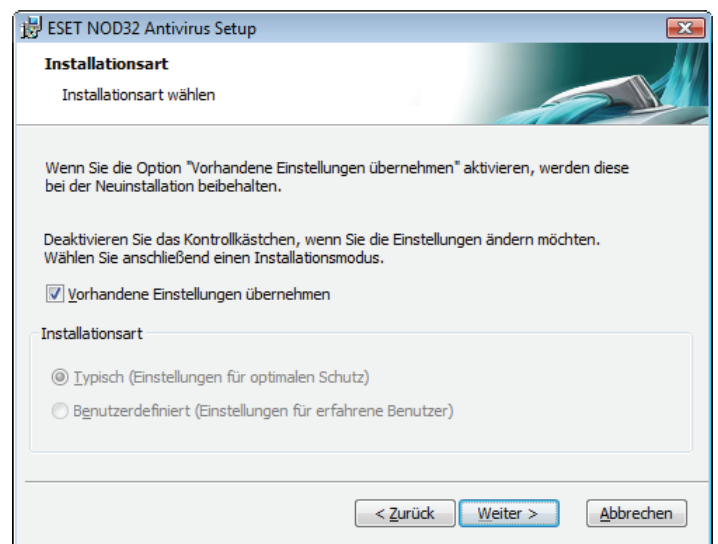 ESET NOD32 Antivirus Setup
Installationsart
Installationsart wählen
Wenn Sie die Option "Vorhandene Einstellungen übernehmen" aktivieren, werden diese
bei der Neuinstallation beibehalten.
Deaktivieren Sie das Kontrollkästchen, wenn Sie die Einstellungen ändern möchten.
Wählen Sie anschließend einen Installationsmodus.
Vorhandene Einstellungen übernehmen
Installationsart
Typisch (Einstellungen für optimalen Schutz)
Benutzerdefiniert (Einstellungen für erfahrene Benutzer)
< Zurück Weiter > Abbrechen